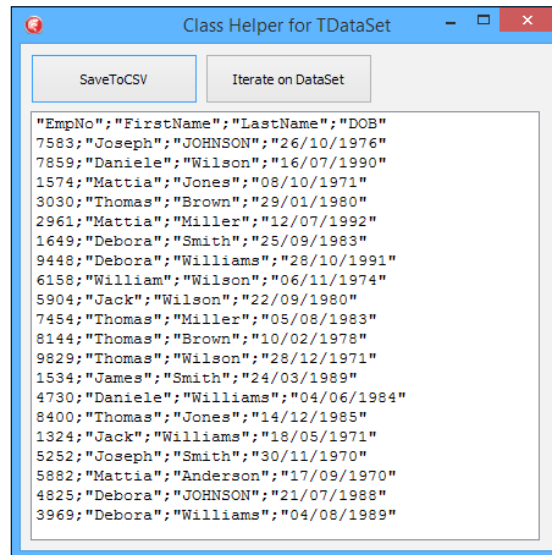 Class Helper for TDataSet
SaveToCSV Iterate on DataSet
"EmpNo";"FirstName";"LastName";"DOB"
7583;"Joseph";"JOHNSON";"26/10/1976"
7859;"Daniele";"Wilson";"16/07/1990"
1574;"Mattia";"Jones";"08/10/1971"
3030;"Thomas";"Brown";"29/01/1980"
2961;"Mattia";"Miller";"12/07/1992"
1649;"Debora";"Smith";"25/09/1983"
9448;"Debora";"Williams";"28/10/1991"
6158;"William";"Wilson";"06/11/1974"
5904;"Jack";"Wilson";"22/09/1980"
7454;"Thomas";"Miller";"05/08/1983"
8144;"Thomas";"Brown";"10/02/1978"
9829;"Thomas";"Wilson";"28/12/1971"
1534;"James";"Smith";"24/03/1989"
4730;"Daniele";"Williams";"04/06/1984"
8400;"Thomas";"Jones";"14/12/1985"
1324;"Jack";"Williams";"18/05/1971"
5252;"Joseph";"Smith";"30/11/1970"
5882;"Mattia";"Anderson";"17/09/1970"
4825;"Debora";"JOHNSON";"21/07/1988"
3969;"Debora";"Williams";"04/08/1989"